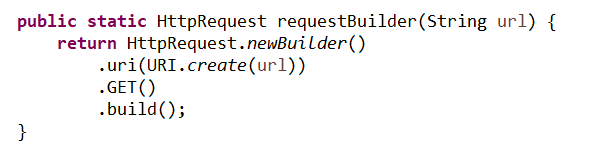 public static HttpRequest requestBuilder(String url) {
    return HttpRequest.newBuilder()
        .uri(URI.create(url))
        .GET()
        .build();
}